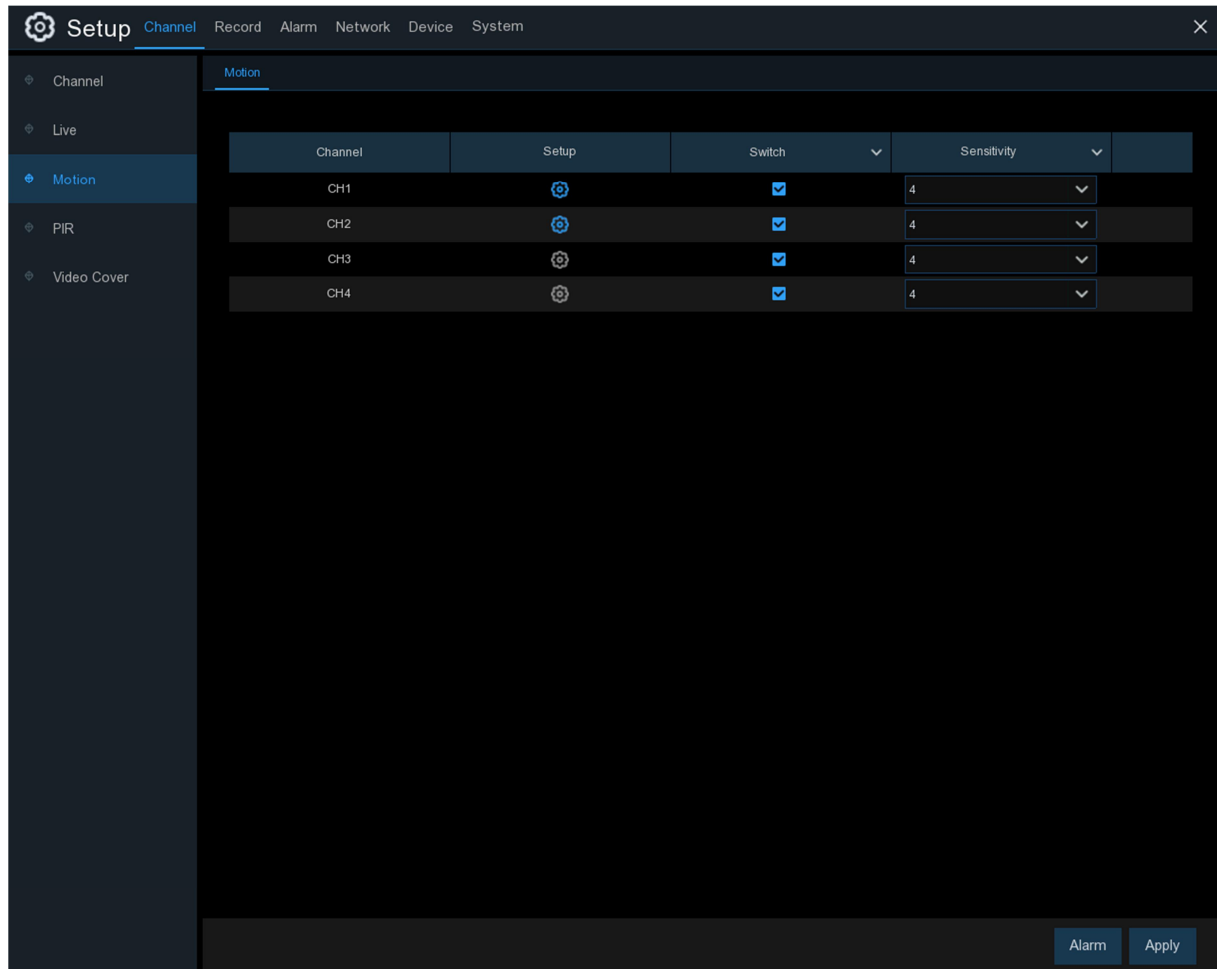 Setup Channel Record Alarm Network Device System
Channel
Live
Motion
PIR
Video Cover
Motion
Channel Setup Switch Sensitivity
CH1 4
CH2 4
CH3 4
CH4 4
Alarm Apply